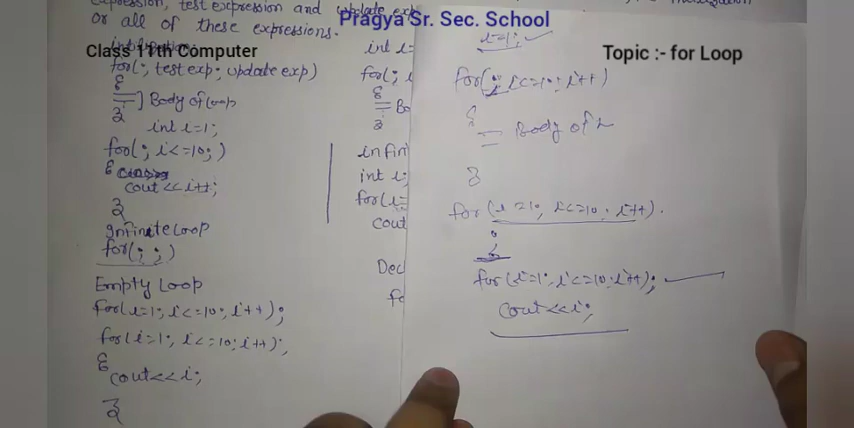 expression, test expression and update exp
or all of these expressions.
Pragya Sr. Sec. School
Class 11th Computer
Topic :- for Loop
for(; test exp; update exp)
{
Body of loop
}
int i=1;
for(; i<=10; )
{
cout<<i++;
}
infinite loop
for(; ;)
Empty Loop
for(i=1; i<=10; i++);
for(i=1; i<=10; i++);
{
cout<<i;
}
int i=
for(; i
{
Bo
}
infin
int i;
for(i=
cout
Dec
fo
i=1;
for(; i<=10; i++)
{
Body of L
}
for(i=1; i<=10; i++).
;
for(i=1; i<=10; i++);
cout<<i;